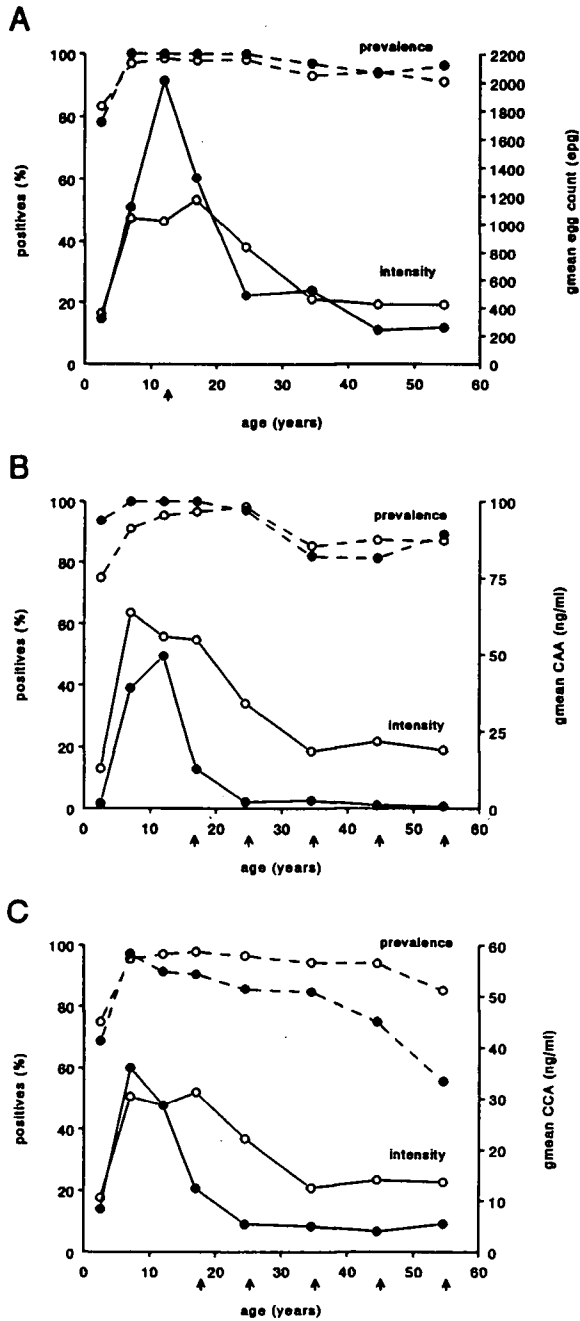 A
prevalence
intensity
100
80
60
40
20
0
positives (%)
2200
2000
1800
1600
1400
1200
1000
800
600
400
2200
0
gmean egg count (epg)
0 10 20 30 40 50 60
age (years)
B
prevalence
intensity
100
80
60
40
20
0
positives (%)
100
75
50
25
0
gmean CAA (ng/ml)
0 10 20 30 40 50 60
age (years)
C
prevalence
intensity
100
80
60
40
20
0
positives (%)
60
50
40
30
20
10
0
gmean CCA (ng/ml)
0 10 20 30 40 50 60
age (years)